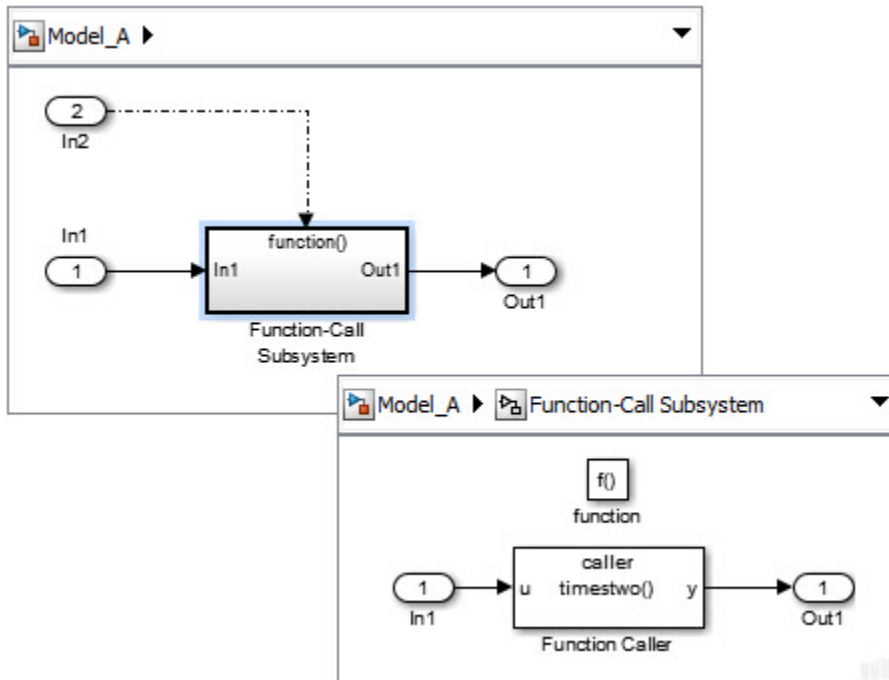 Model_A
2
In2
In1
1
function()
In1 Out1
1
Out1
Function-Call
Subsystem
Model_A Function-Call Subsystem
f()
function
caller
1
u timestwo() y
1
In1
Out1
Function Caller